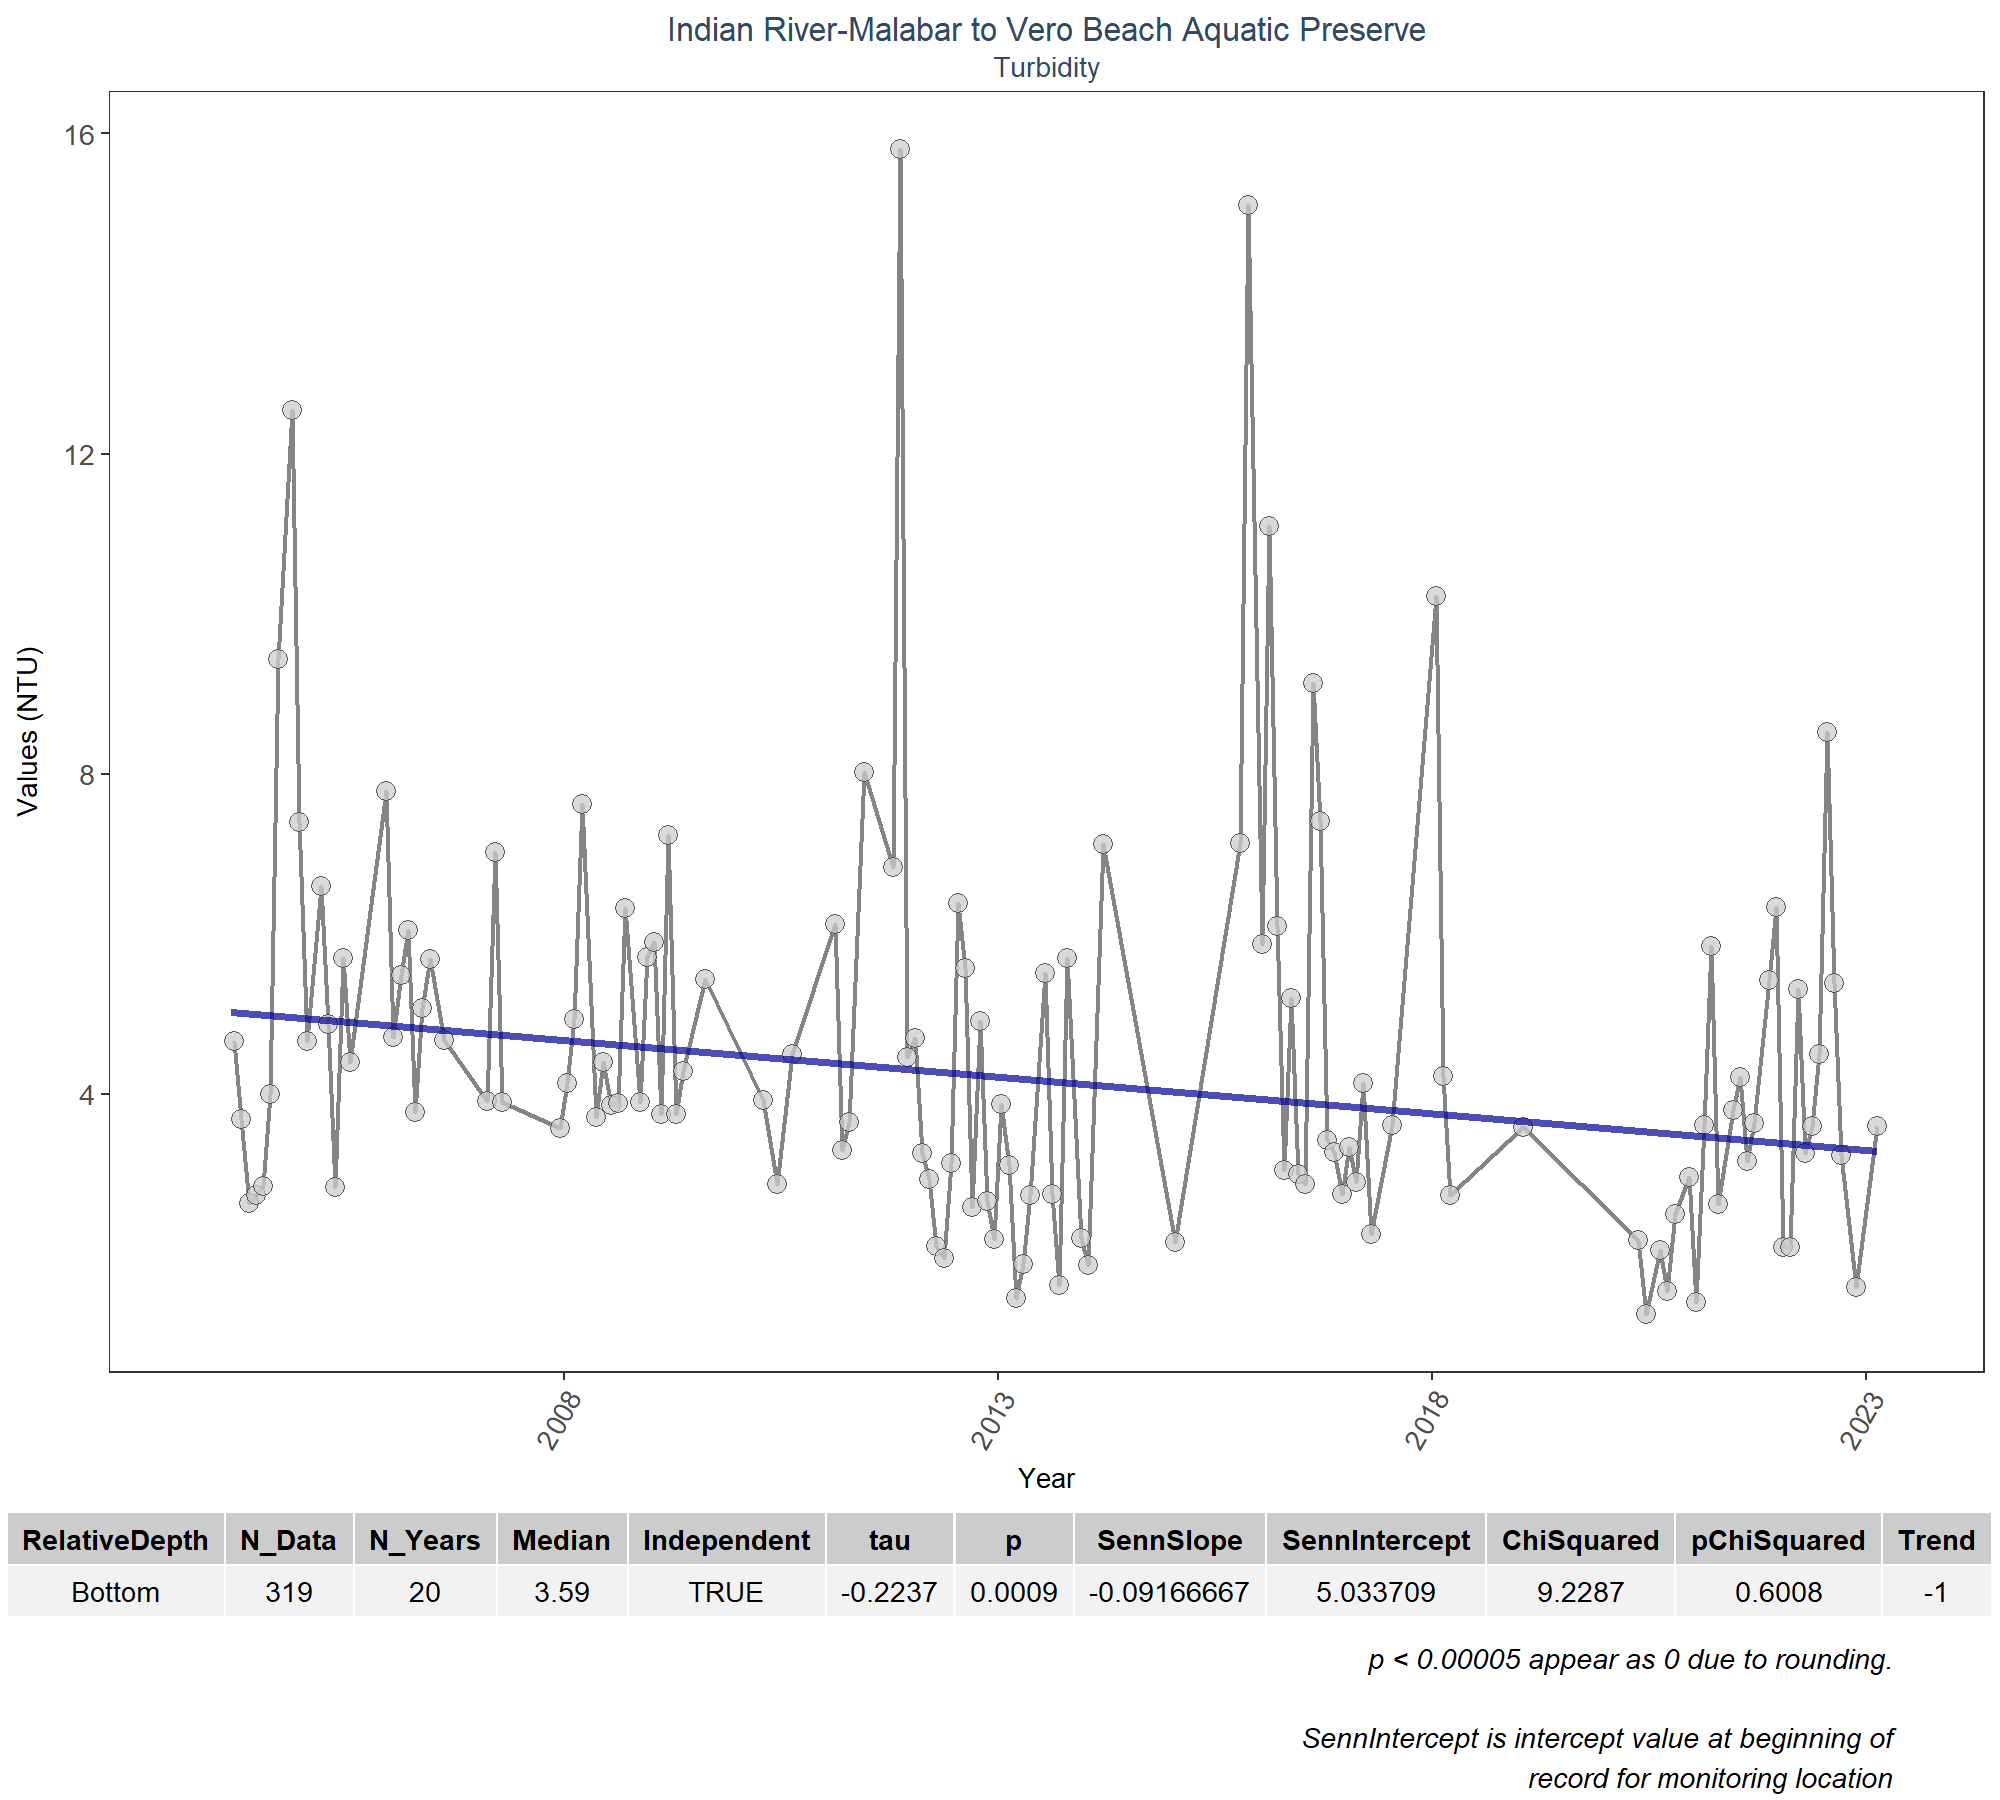 Indian River-Malabar to Vero Beach Aquatic Preserve
Turbidity
16
12
8
4
Values (NTU)
2008
2013
2018
2023
Year
RelativeDepth N_Data N_Years Median Independent tau p SennSlope SennIntercept ChiSquared pChiSquared Trend
Bottom 319 20 3.59 TRUE -0.2237 0.0009 -0.09166667 5.033709 9.2287 0.6008 -1
p < 0.00005 appear as 0 due to rounding.
SennIntercept is intercept value at beginning of
record for monitoring location